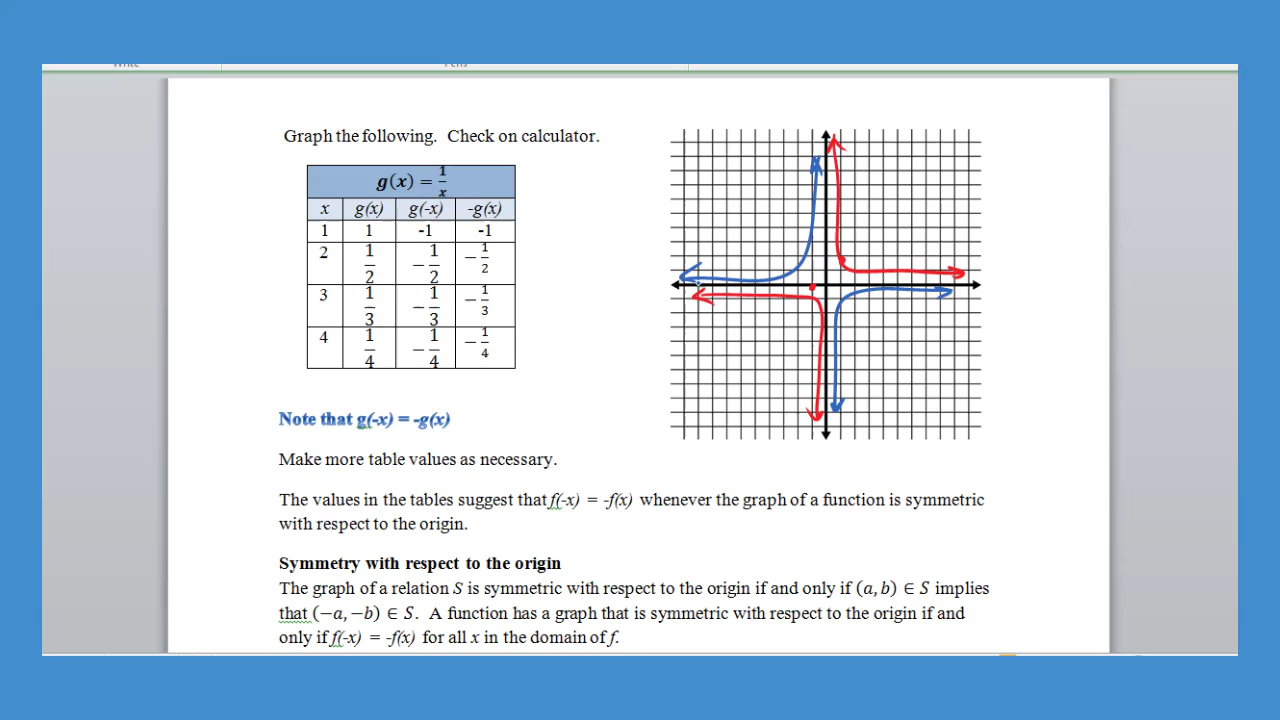 Graph the following. Check on calculator.
g(x) = 1/x
x g(x) g(-x) -g(x)
1 1 -1 -1
2 1/2 -1/2 -1/2
3 1/3 -1/3 -1/3
4 1/4 -1/4 -1/4
Note that g(-x) = -g(x)
Make more table values as necessary.
The values in the tables suggest that f(-x) = -f(x) whenever the graph of a function is symmetric
with respect to the origin.
Symmetry with respect to the origin
The graph of a relation S is symmetric with respect to the origin if and only if (a, b) ∈ S implies
that (−a, −b) ∈ S. A function has a graph that is symmetric with respect to the origin if and
only if f(-x) = -f(x) for all x in the domain of f.